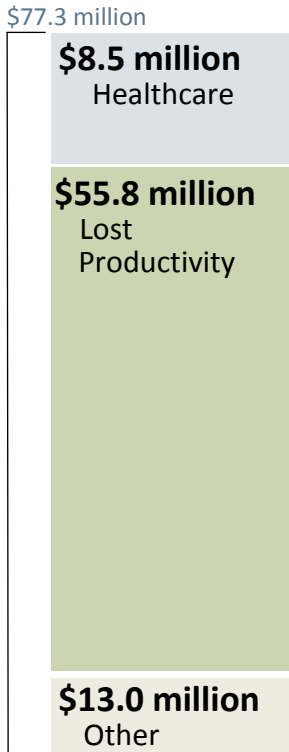 $77.3 million
$8.5 million
Healthcare
$55.8 million
Lost
Productivity
$13.0 million
Other